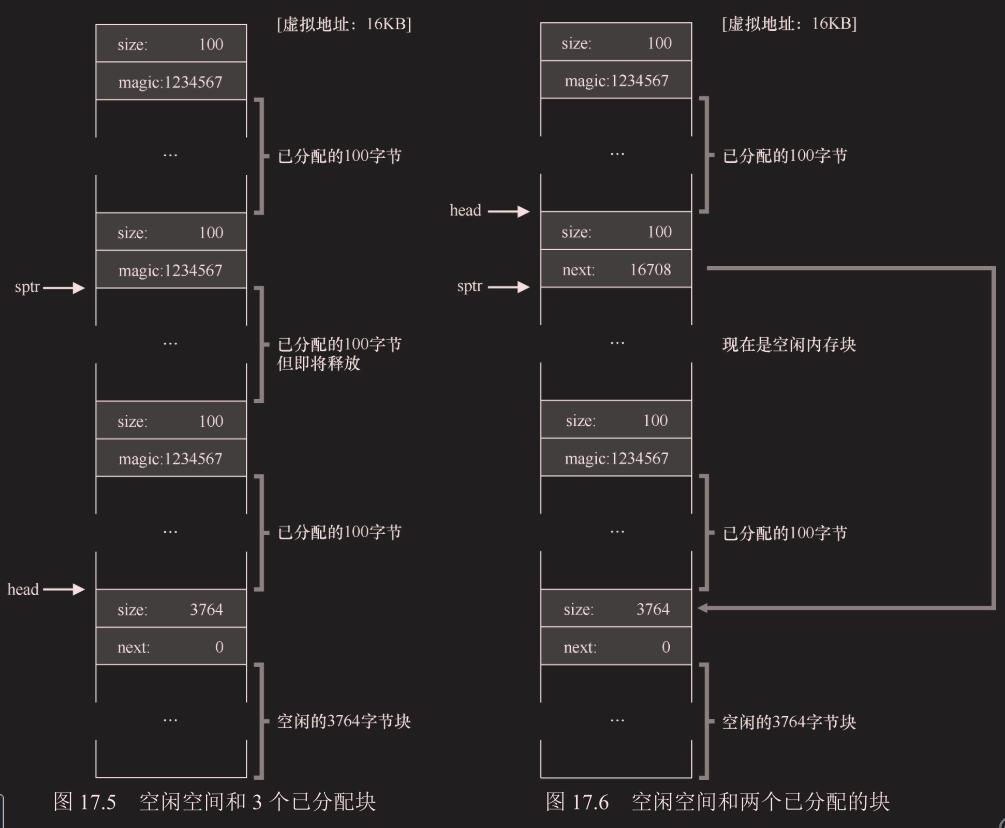 [虚拟地址：16KB]
size: 100
magic:1234567
...
已分配的100字节
size: 100
magic:1234567
sptr
...
已分配的100字节
但即将释放
size: 100
magic:1234567
...
已分配的100字节
head
size: 3764
next: 0
...
空闲的3764字节块
图 17.5 空闲空间和 3 个已分配块
[虚拟地址：16KB]
size: 100
magic:1234567
...
已分配的100字节
head
size: 100
next: 16708
sptr
...
现在是空闲内存块
size: 100
magic:1234567
...
已分配的100字节
size: 3764
next: 0
...
空闲的3764字节块
图 17.6 空闲空间和两个已分配的块